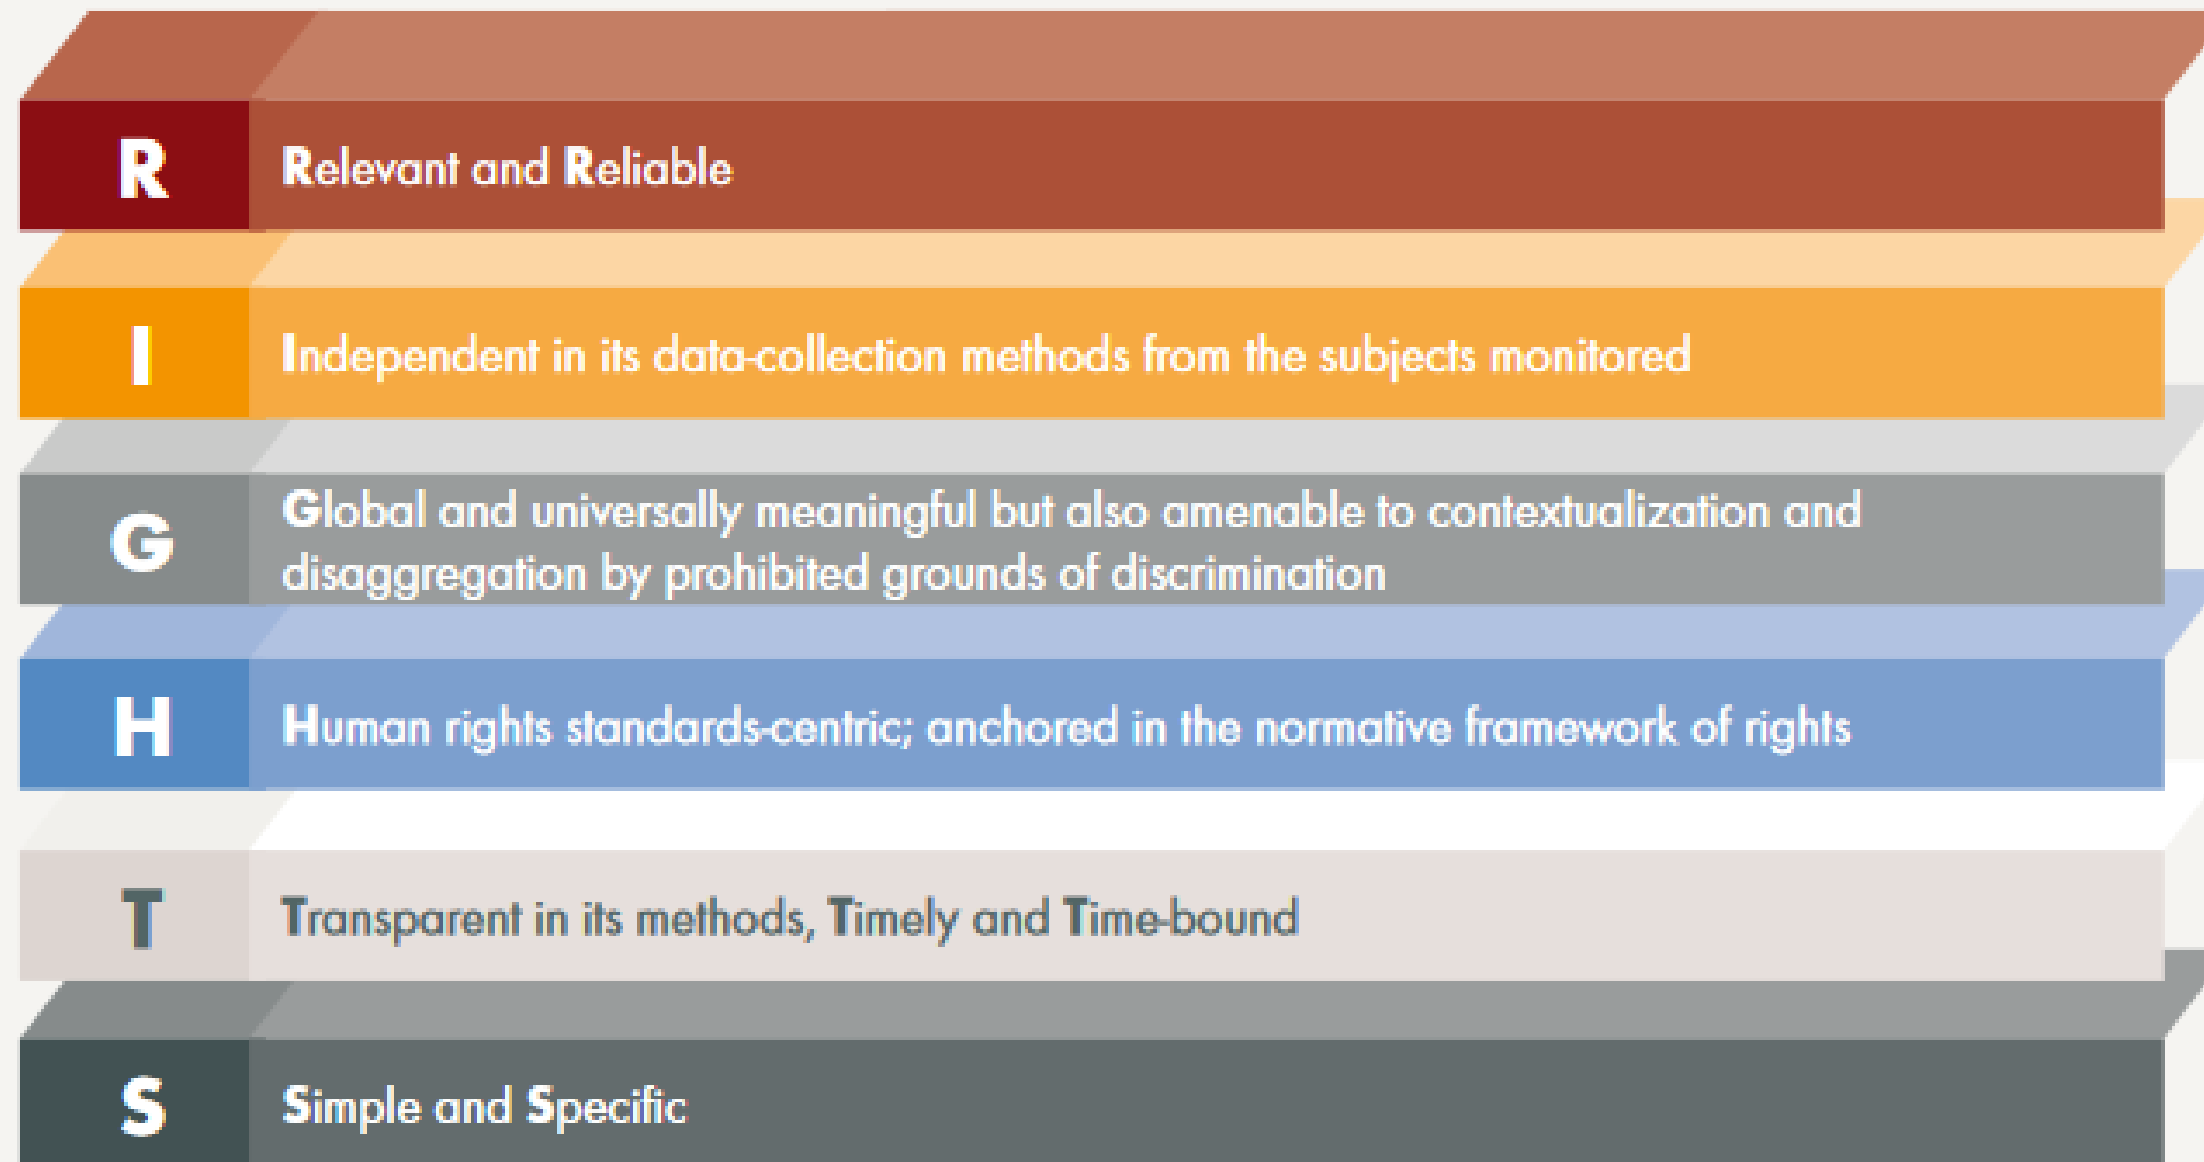 R
Relevant and Reliable
I
Independent in its data-collection methods from the subjects monitored
G
Global and universally meaningful but also amenable to contextualization and
disaggregation by prohibited grounds of discrimination
H
Human rights standards-centric; anchored in the normative framework of rights
T
Transparent in its methods, Timely and Time-bound
S
Simple and Specific